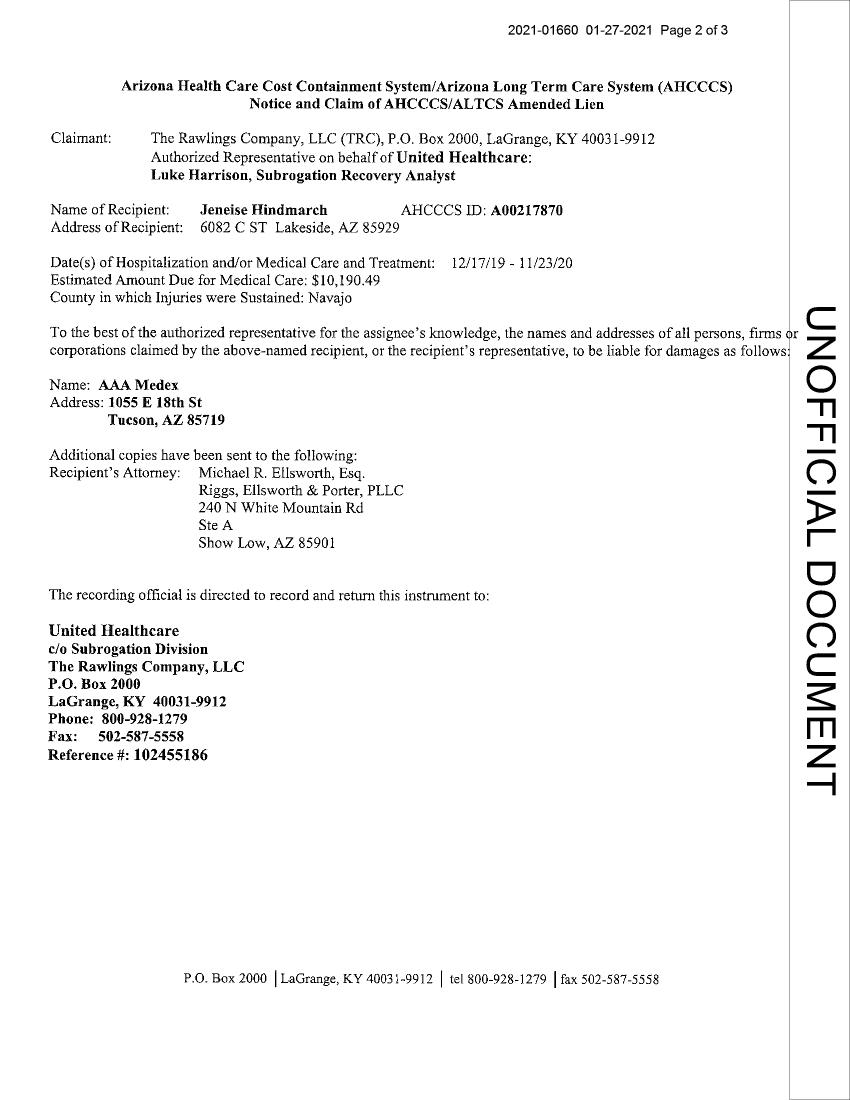 2021-01660 01-27-2021 Page 2 of 3
Arizona Health Care Cost Containment System/Arizona Long Term Care System (AHCCCS)
Notice and Claim of AHCCCS/ALTCS Amended Lien
Claimant: The Rawlings Company, LLC (TRC), P.O. Box 2000, LaGrange, KY 40031-9912
Authorized Representative on behalf of United Healthcare:
Luke Harrison, Subrogation Recovery Analyst
Name of Recipient: Jeneise Hindmarch AHCCCS ID: A00217870
Address of Recipient: 6082 C ST Lakeside, AZ 85929
Date(s) of Hospitalization and/or Medical Care and Treatment: 12/17/19 - 11/23/20
Estimated Amount Due for Medical Care: $10,190.49
County in which Injuries were Sustained: Navajo
To the best of the authorized representative for the assignee's knowledge, the names and addresses of all persons, firms or
corporations claimed by the above-named recipient, or the recipient's representative, to be liable for damages as follows:
Name: AAA Medex
Address: 1055 E 18th St
Tucson, AZ 85719
Additional copies have been sent to the following:
Recipient's Attorney: Michael R. Ellsworth, Esq.
Riggs, Ellsworth & Porter, PLLC
240 N White Mountain Rd
Ste A
Show Low, AZ 85901
The recording official is directed to record and return this instrument to:
United Healthcare
c/o Subrogation Division
The Rawlings Company, LLC
P.O. Box 2000
LaGrange, KY 40031-9912
Phone: 800-928-1279
Fax: 502-587-5558
Reference #: 102455186
P.O. Box 2000 | LaGrange, KY 40031-9912 | tel 800-928-1279 | fax 502-587-5558
UNOFFICIAL DOCUMENT